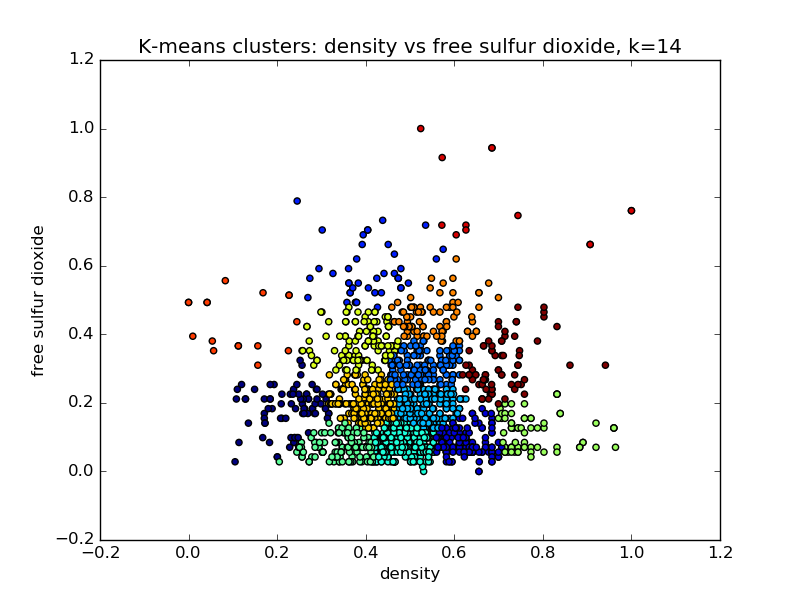 K-means clusters: density vs free sulfur dioxide, k=14
1.2
1.0
0.8
0.6
0.4
0.2
0.0
−0.2
free sulfur dioxide
−0.2 0.0 0.2 0.4 0.6 0.8 1.0 1.2
density